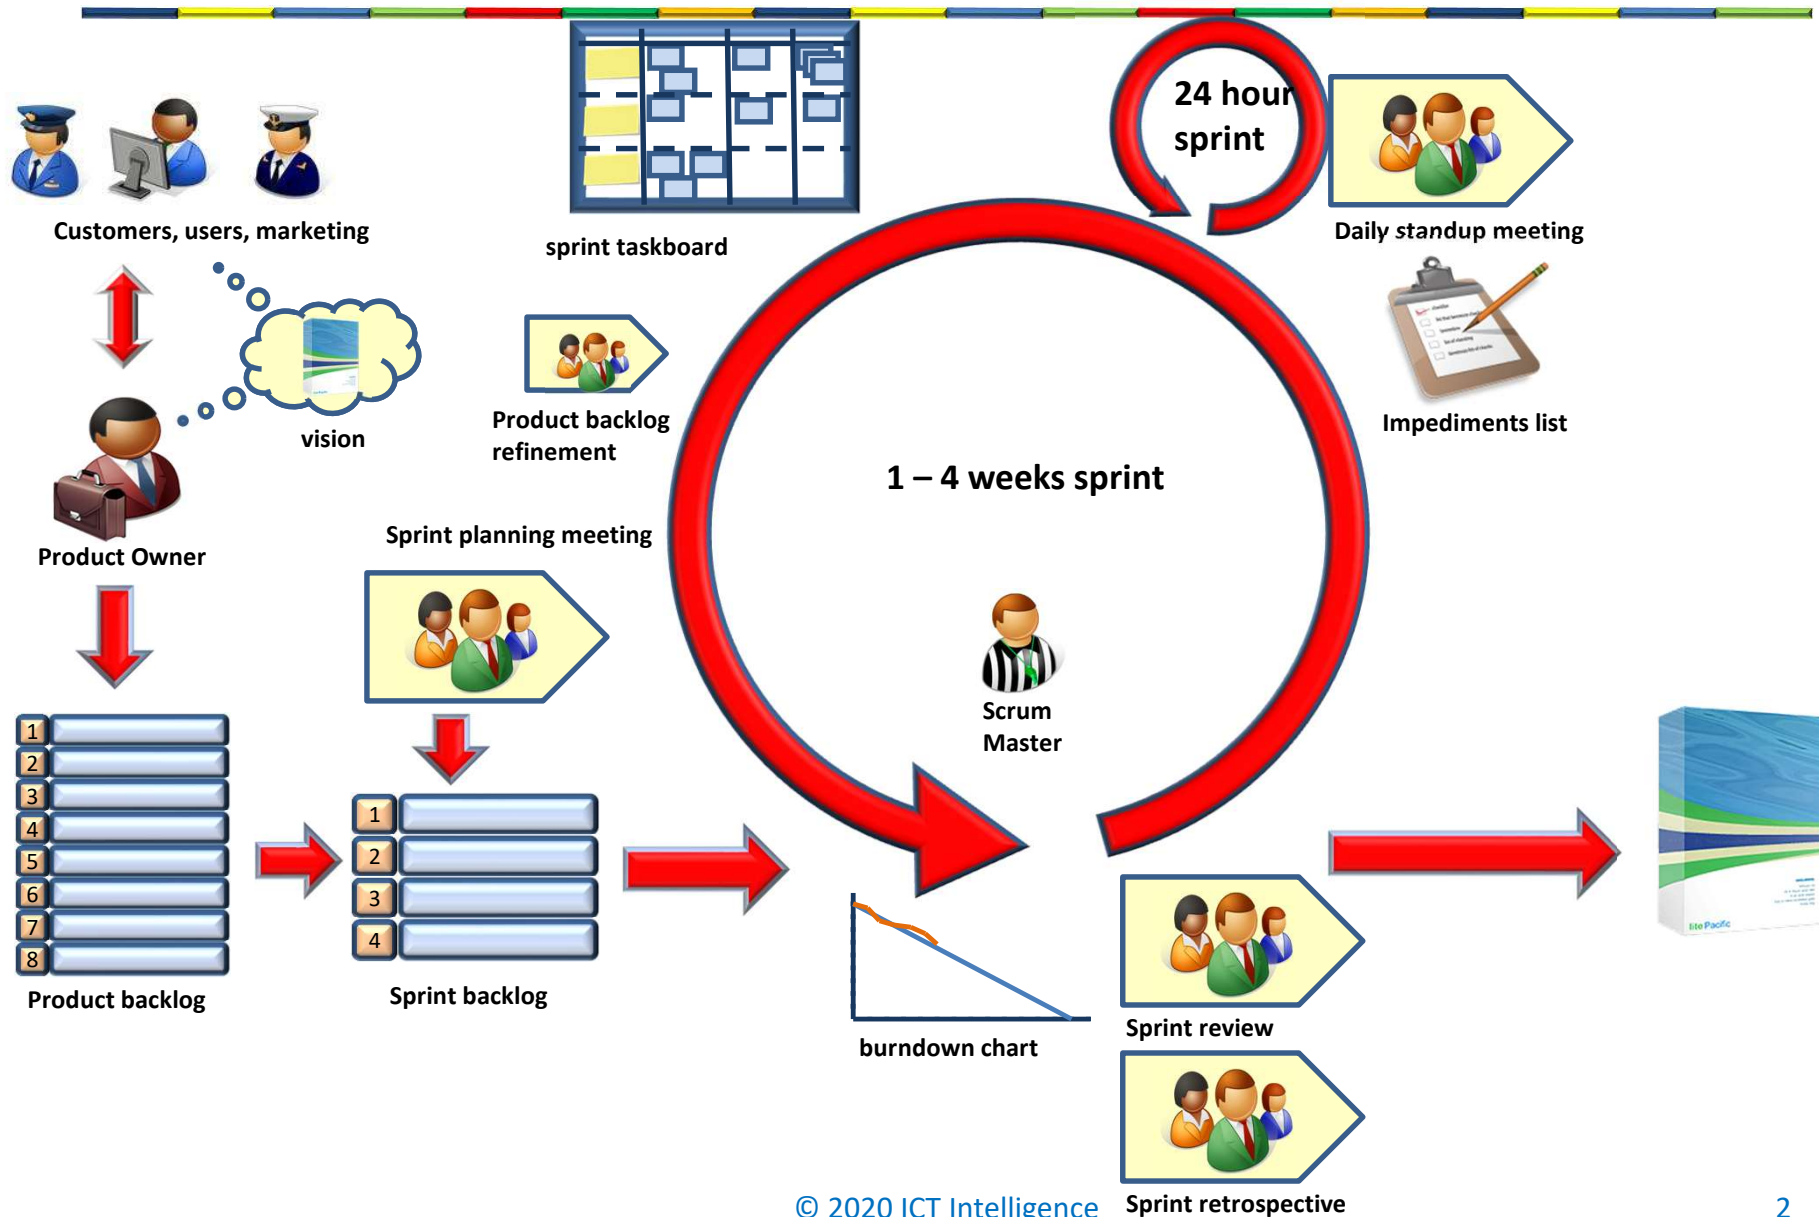 24 hour
sprint
Customers, users, marketing
sprint taskboard
Daily standup meeting
Product backlog
refinement
vision
Impediments list
1 – 4 weeks sprint
Sprint planning meeting
Product Owner
Scrum
Master
1
2
3
4
5
6
7
8
Product backlog
1
2
3
4
Sprint backlog
burndown chart
Sprint review
Sprint retrospective
lite Pacific
© 2020 ICT Intelligence
2